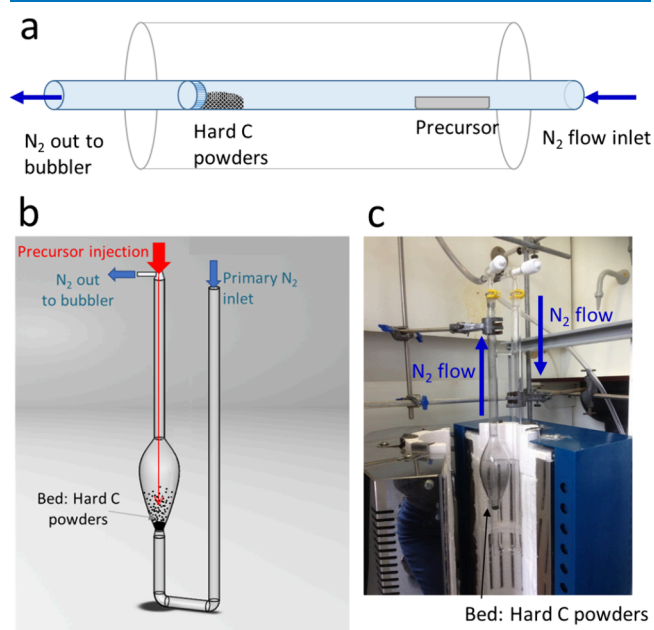 a
N₂ out to
bubbler
Hard C
powders
Precursor
N₂ flow inlet
b
Precursor injection
N₂ out
to bubbler
Primary N₂
inlet
Bed: Hard C
powders
c
N₂ flow
N₂ flow
Bed: Hard C powders